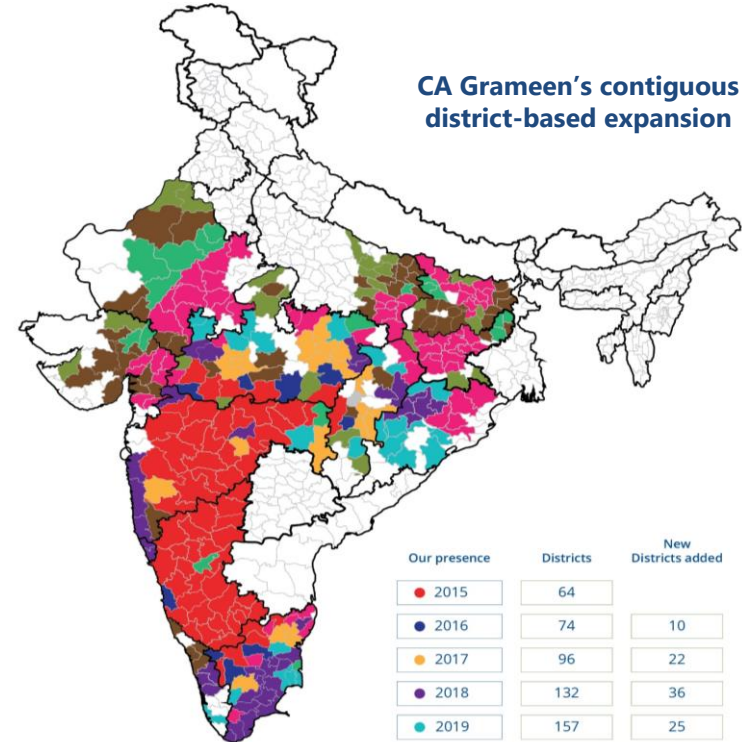 CA Grameen's contiguous
district-based expansion
Our presence Districts New
Districts added
2015 64
2016 74 10
2017 96 22
2018 132 36
2019 157 25